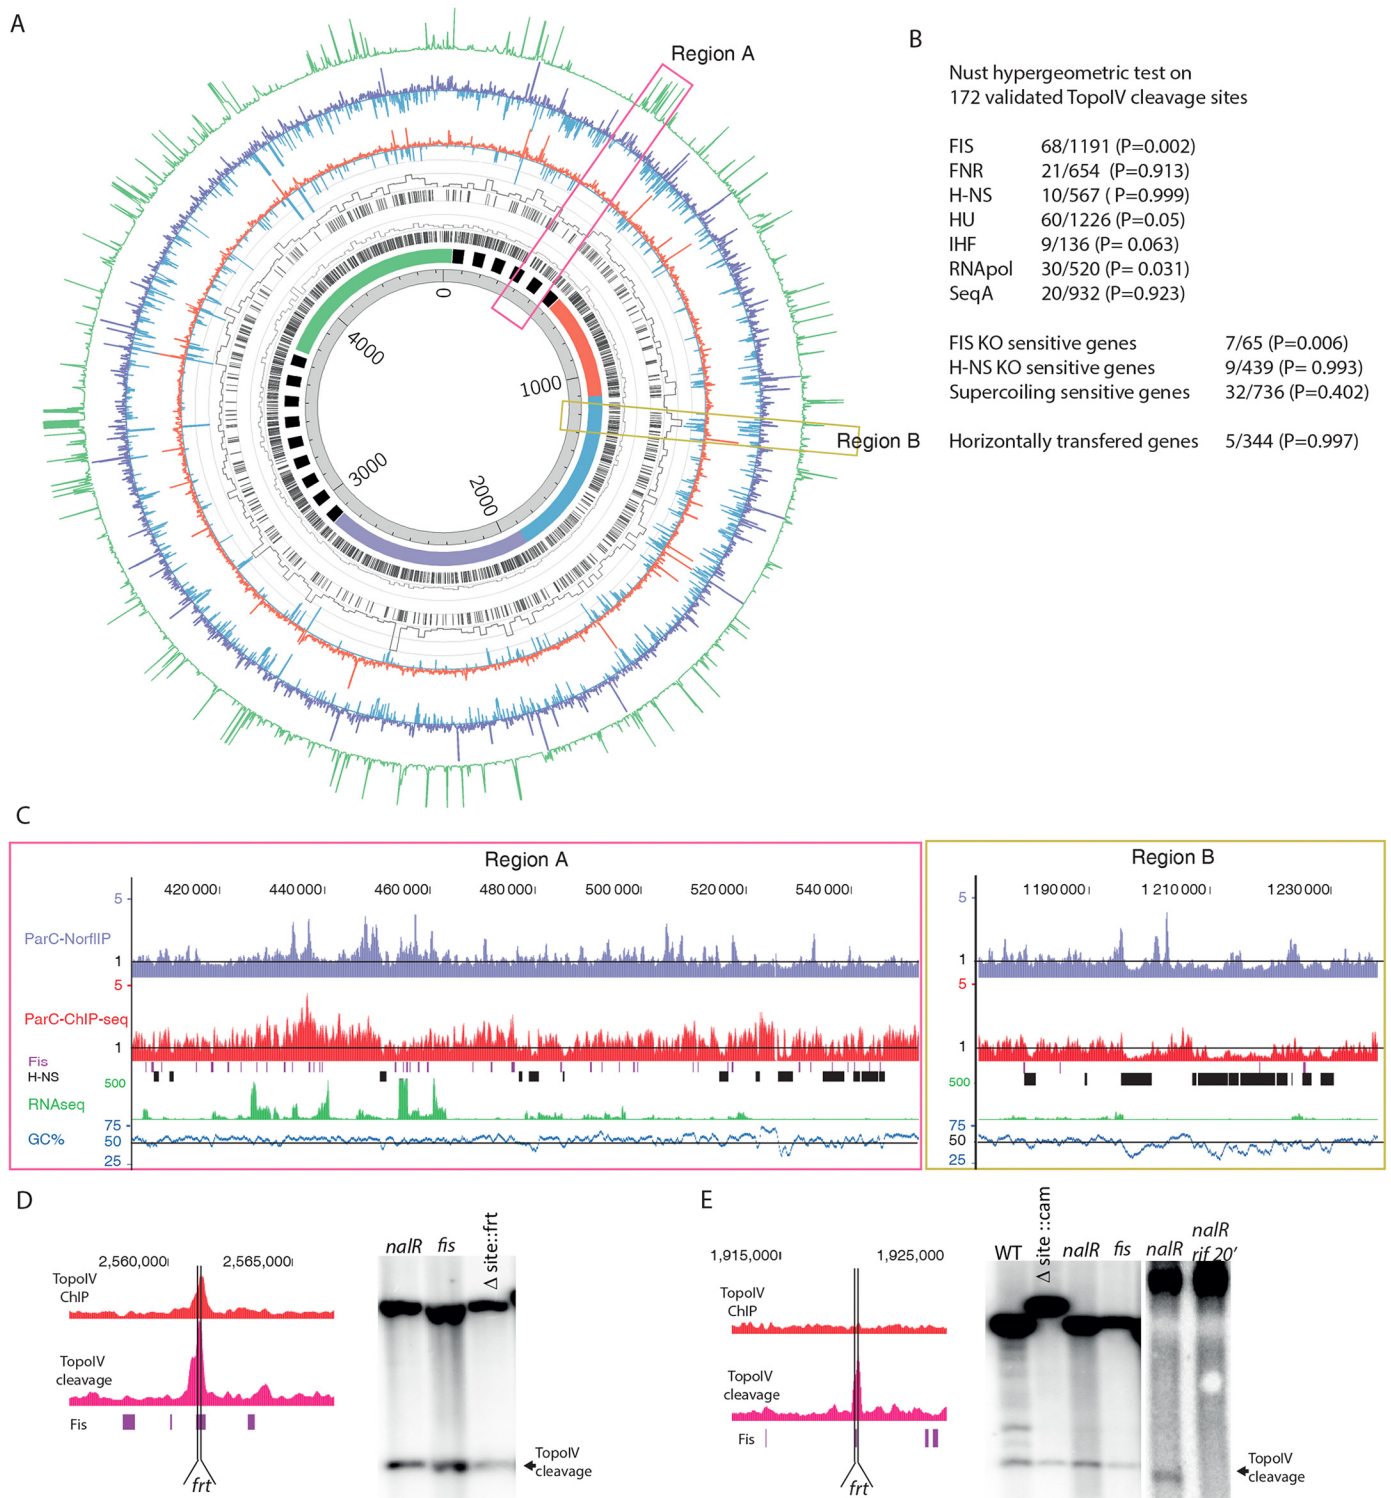 A
Region A
Region B
0
1000
2000
3000
4000
B
Nust hypergeometric test on
172 validated TopoIV cleavage sites
FIS 68/1191 (P=0.002)
FNR 21/654 (P=0.913)
H-NS 10/567 ( P=0.999)
HU 60/1226 (P=0.05)
IHF 9/136 (P= 0.063)
RNApol 30/520 (P= 0.031)
SeqA 20/932 (P=0.923)
FIS KO sensitive genes 7/65 (P=0.006)
H-NS KO sensitive genes 9/439 (P= 0.993)
Supercoiling sensitive genes 32/736 (P=0.402)
Horizontally transfered genes 5/344 (P=0.997)
C
Region A
420 000 440 000 460 000 480 000 500 000 520 000 540 000
5
ParC-NorflIP
1
5
ParC-ChIP-seq
1
Fis
H-NS
500
RNAseq
75
GC% 50
25
Region B
1 190 000 1 210 000 1 230 000
5
1
5
1
500
75
50
25
D
2,560,000 2,565,000
TopoIV
ChIP
TopoIV
cleavage
Fis
frt
nalR fis Δ site::frt
TopoIV
cleavage
E
1,915,000 1,925,000
TopoIV
ChIP
TopoIV
cleavage
Fis
frt
WT Δ site ::cam nalR fis nalR nalR
rif 20’
TopoIV
cleavage